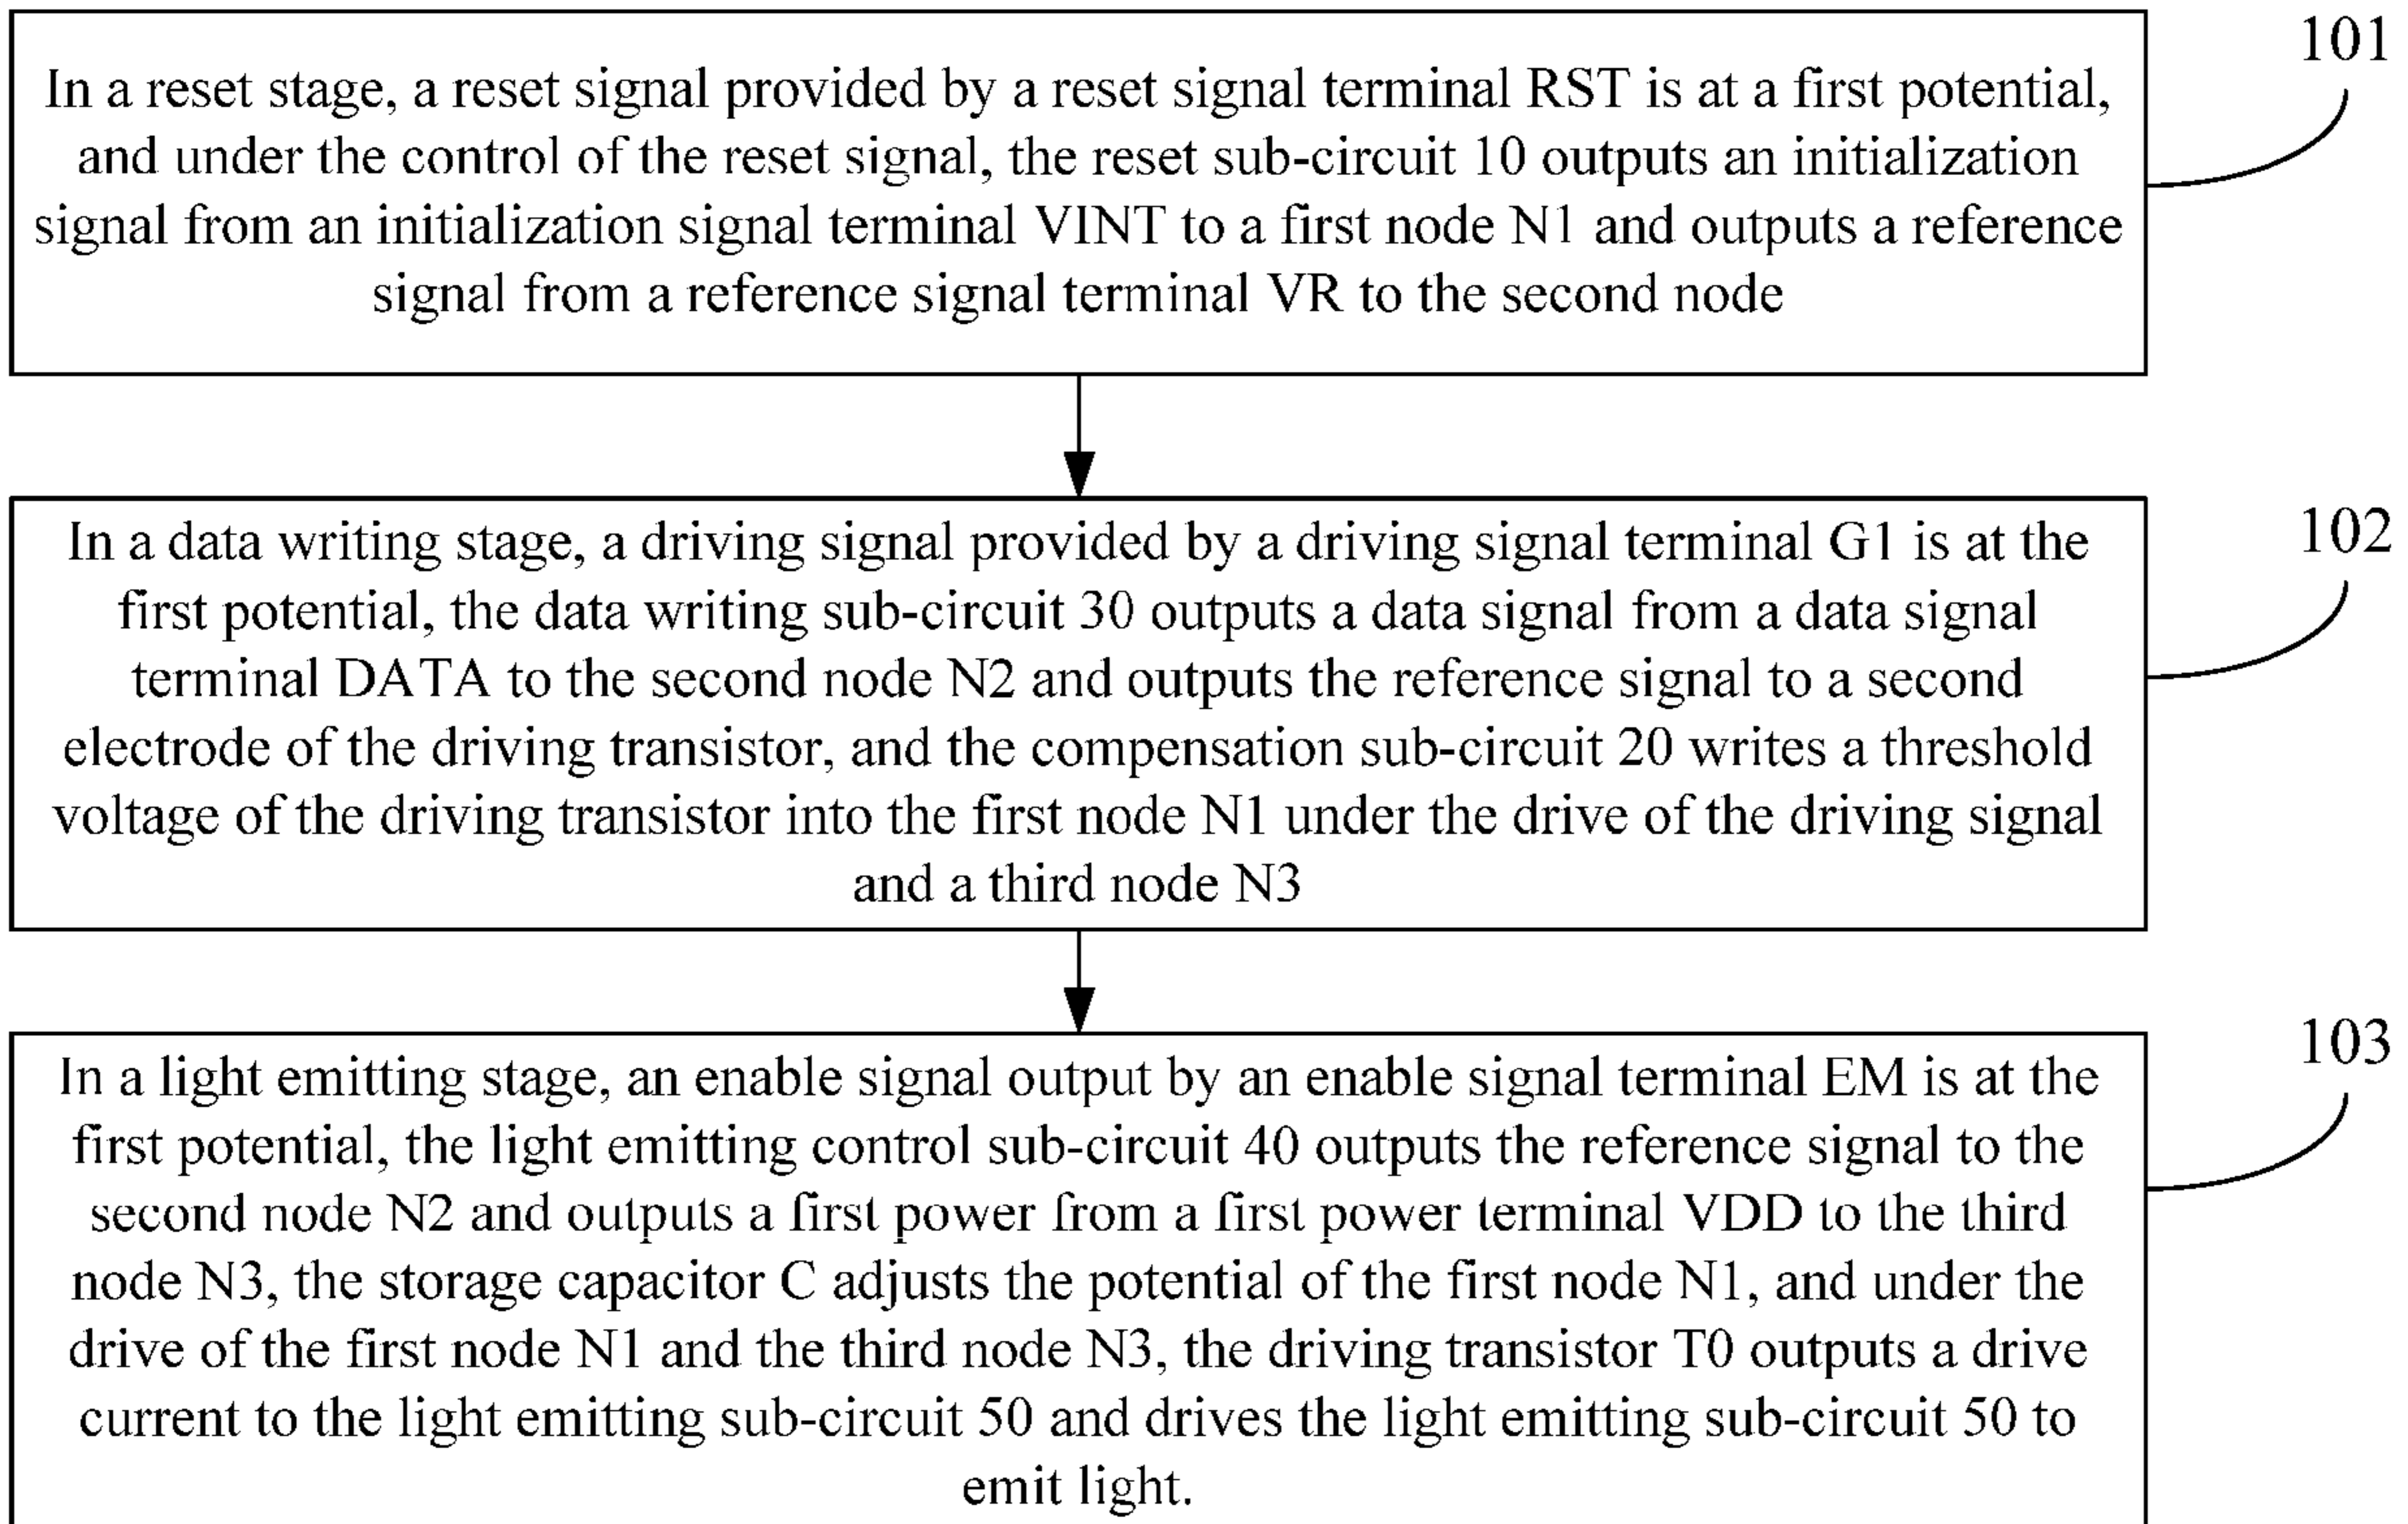 101
In a reset stage, a reset signal provided by a reset signal terminal RST is at a first potential,
and under the control of the reset signal, the reset sub-circuit 10 outputs an initialization
signal from an initialization signal terminal VINT to a first node N1 and outputs a reference
signal from a reference signal terminal VR to the second node
102
In a data writing stage, a driving signal provided by a driving signal terminal G1 is at the
first potential, the data writing sub-circuit 30 outputs a data signal from a data signal
terminal DATA to the second node N2 and outputs the reference signal to a second
electrode of the driving transistor, and the compensation sub-circuit 20 writes a threshold
voltage of the driving transistor into the first node N1 under the drive of the driving signal
and a third node N3
103
In a light emitting stage, an enable signal output by an enable signal terminal EM is at the
first potential, the light emitting control sub-circuit 40 outputs the reference signal to the
second node N2 and outputs a first power from a first power terminal VDD to the third
node N3, the storage capacitor C adjusts the potential of the first node N1, and under the
drive of the first node N1 and the third node N3, the driving transistor T0 outputs a drive
current to the light emitting sub-circuit 50 and drives the light emitting sub-circuit 50 to
emit light.